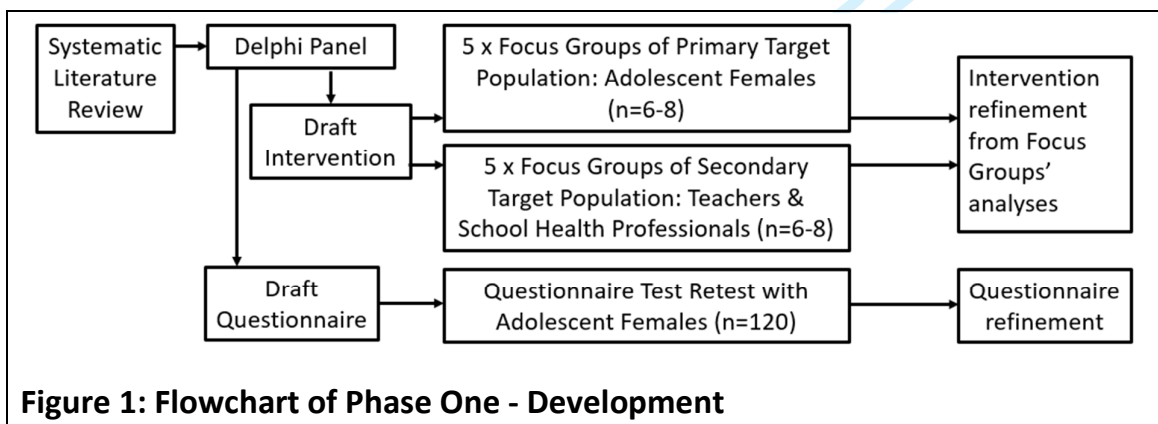 Systematic
Literature
Review
Delphi Panel
Draft
Intervention
5 x Focus Groups of Primary Target
Population: Adolescent Females
(n=6-8)
5 x Focus Groups of Secondary
Target Population: Teachers &
School Health Professionals (n=6-8)
Intervention
refinement
from Focus
Groups’
analyses
Draft
Questionnaire
Questionnaire Test Retest with
Adolescent Females (n=120)
Questionnaire
refinement
Figure 1: Flowchart of Phase One - Development